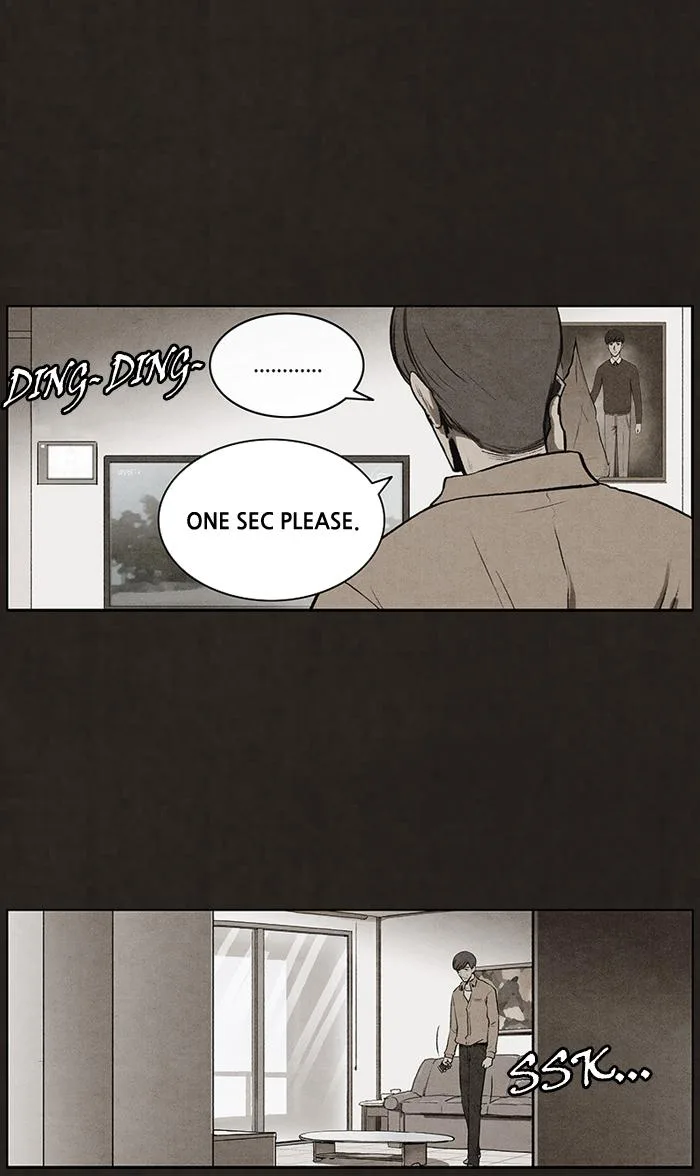 DING- DING-
............
ONE SEC PLEASE.
SSK...